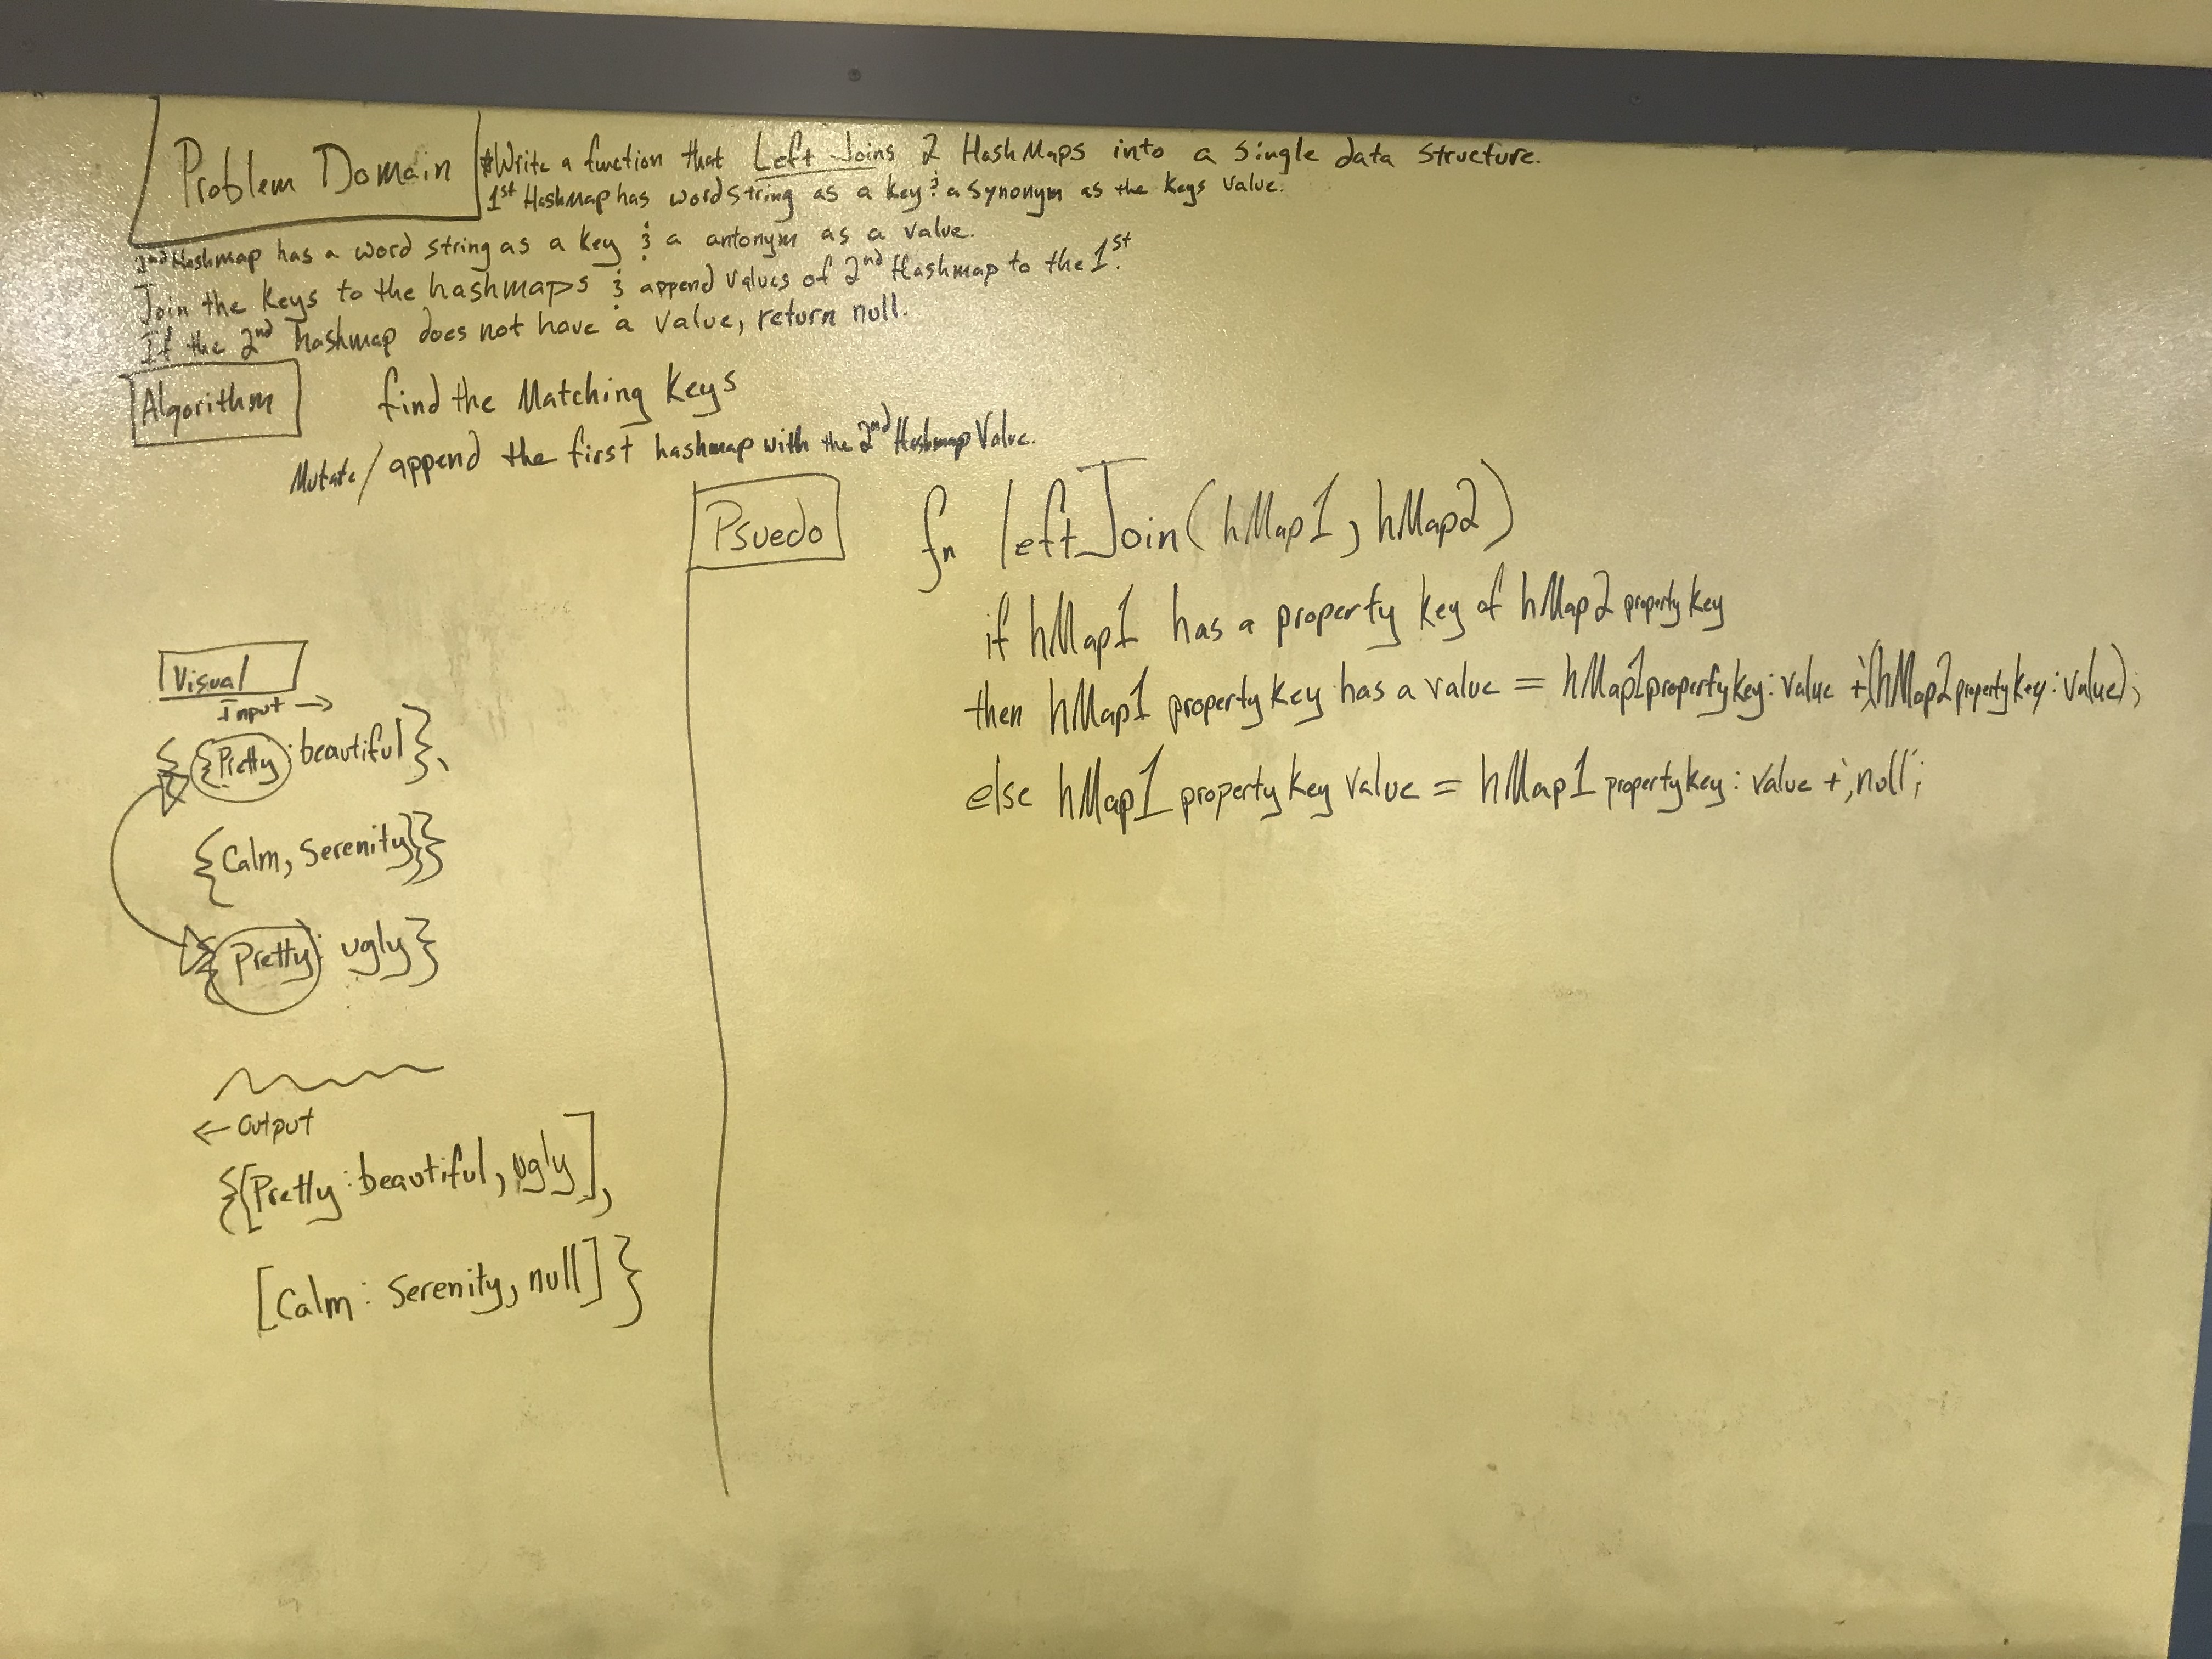 Problem Domain
*Write a function that Left Joins 2 HashMaps into a single data structure.
1st Hashmap has word string as a key & a synonym as the keys value.
2nd Hashmap has a word string as a key & a antonym as a value.
Join the keys to the hashmaps & append values of 2nd Hashmap to the 1st.
If the 2nd hashmap does not have a value, return null.
Algorithm
find the Matching Keys
Mutate/append the first hashmap with the 2nd Hashmap Value.
Psuedo
fn leftJoin(hMap1, hMap2)
if hMap1 has a property key of hMap2 property key
then hMap1 property key has a value = hMap1 property key: value + ,(hMap2 property key: value);
else hMap1 property key value = hMap1 property key: value + ', null';
Visual
Input →
{ {Pretty: beautiful},
{Calm, Serenity}}
{Pretty: ugly}
← Output
{[Pretty: beautiful, ugly],
[Calm: Serenity, null] }